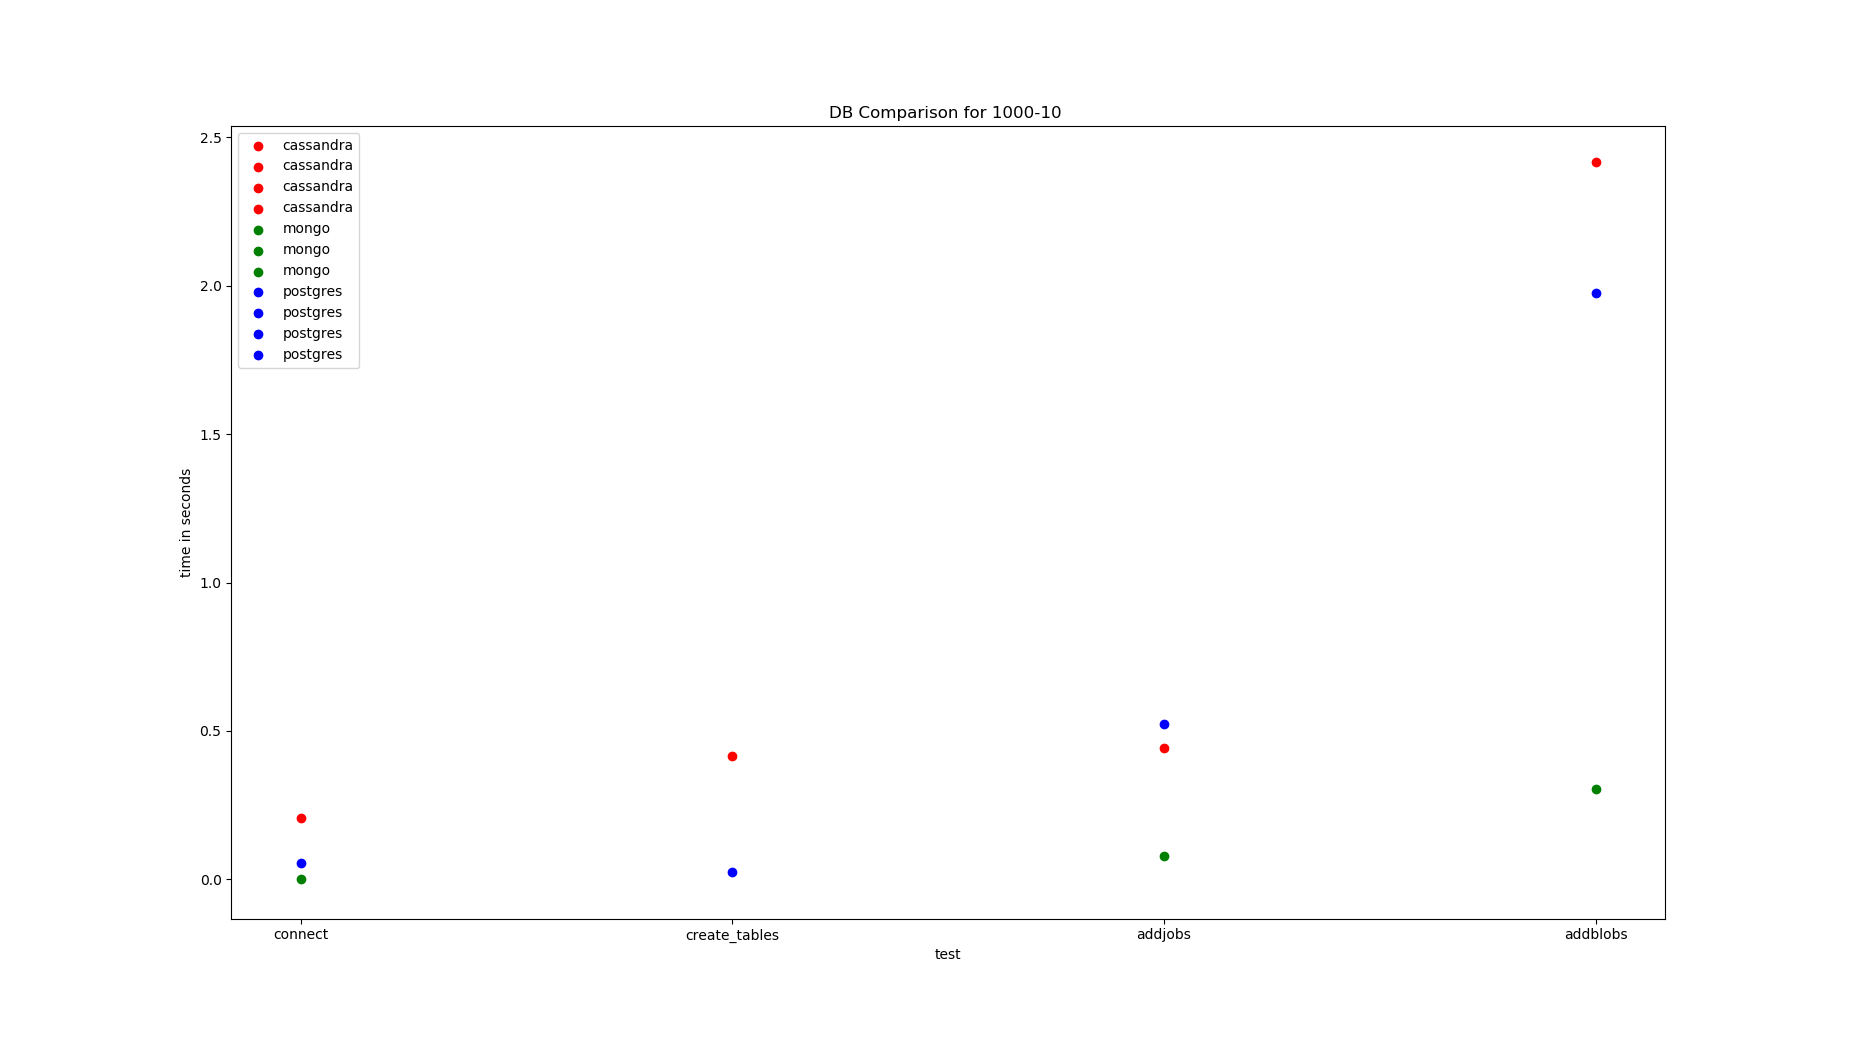 DB Comparison for 1000-10
2.5
2.0
1.5
1.0
0.5
0.0
time in seconds
cassandra
cassandra
cassandra
cassandra
mongo
mongo
mongo
postgres
postgres
postgres
postgres
connect
create_tables
addjobs
addblobs
test